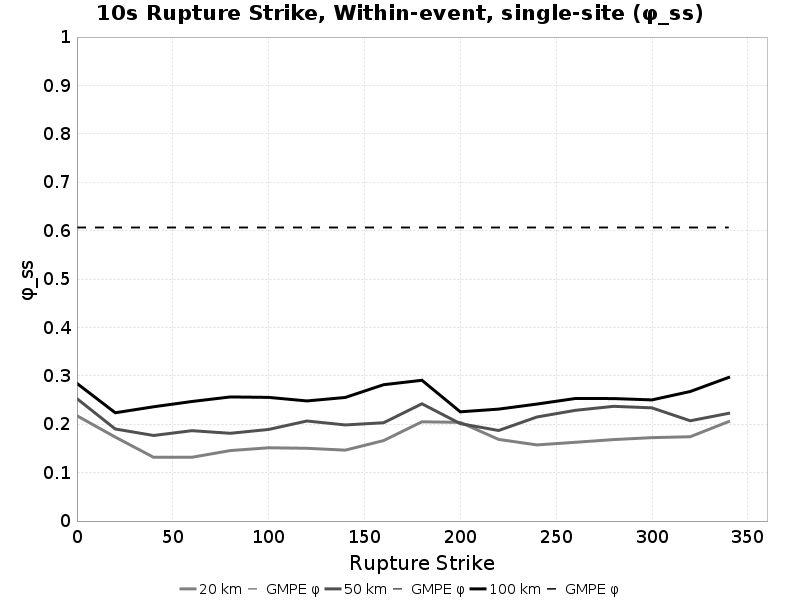 10s Rupture Strike, Within-event, single-site (φ_ss)
1
0.9
0.8
0.7
0.6
0.5
0.4
0.3
0.2
0.1
0
φ_ss
0 50 100 150 200 250 300 350
Rupture Strike
20 km GMPE φ 50 km GMPE φ 100 km GMPE φ